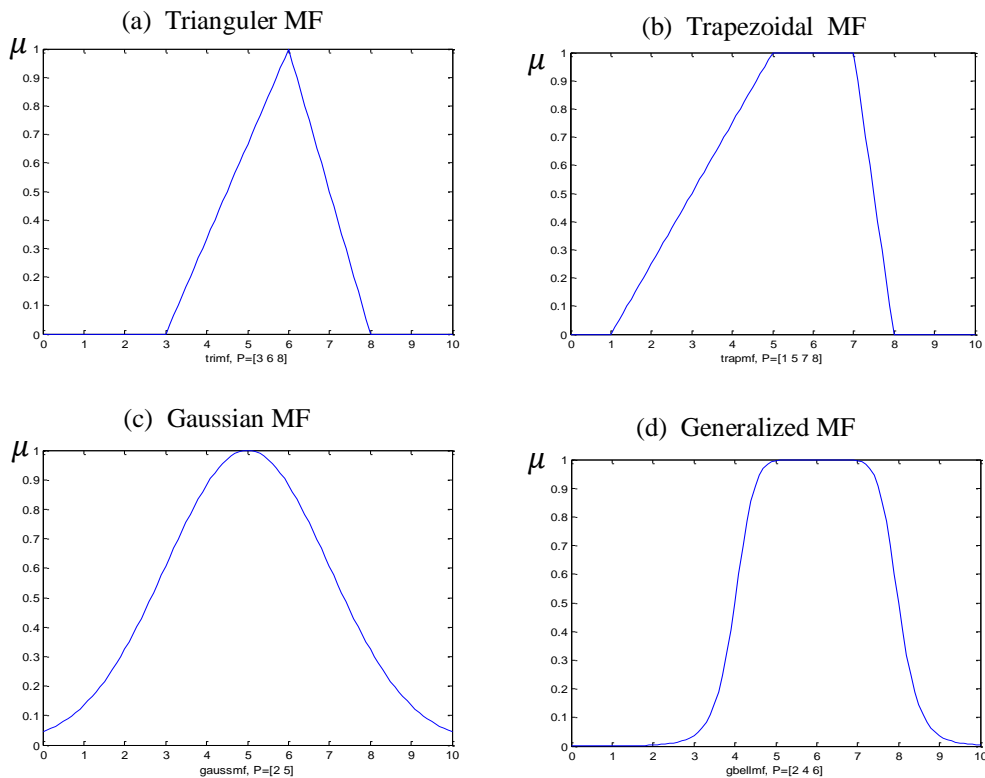 (a) Trianguler MF
μ
1
0.9
0.8
0.7
0.6
0.5
0.4
0.3
0.2
0.1
0
0 1 2 3 4 5 6 7 8 9 10
trimf, P=[3 6 8]
(b) Trapezoidal MF
μ
1
0.9
0.8
0.7
0.6
0.5
0.4
0.3
0.2
0.1
0
0 1 2 3 4 5 6 7 8 9 10
trapmf, P=[1 5 7 8]
(c) Gaussian MF
μ
1
0.9
0.8
0.7
0.6
0.5
0.4
0.3
0.2
0.1
0
0 1 2 3 4 5 6 7 8 9 10
gaussmf, P=[2 5]
(d) Generalized MF
μ
1
0.9
0.8
0.7
0.6
0.5
0.4
0.3
0.2
0.1
0
0 1 2 3 4 5 6 7 8 9 10
gbellmf, P=[2 4 6]